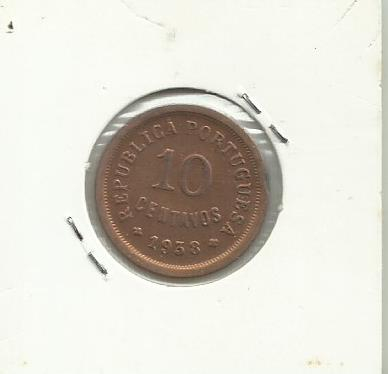 REPUBLICA PORTUGUESA
10
CENTAVOS
* 1938 *